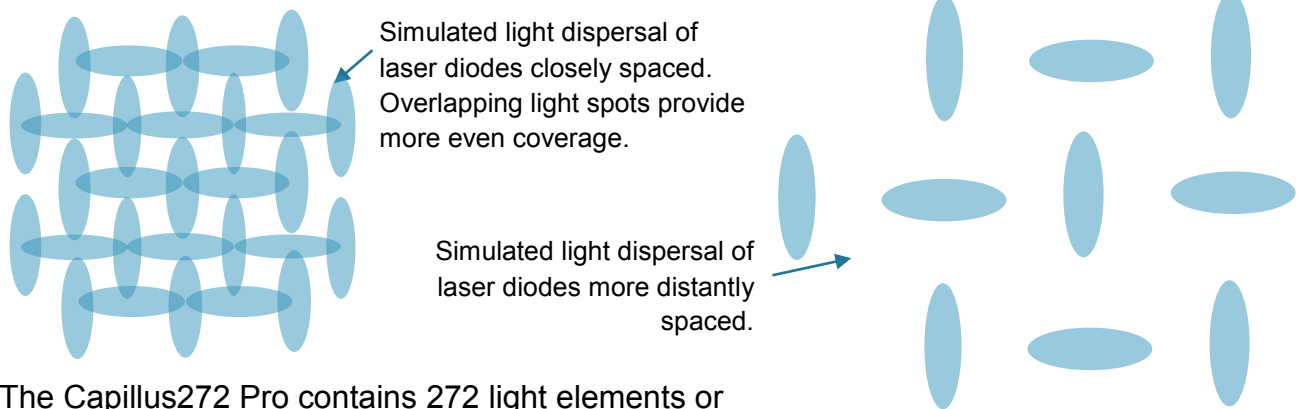 Simulated light dispersal of
laser diodes closely spaced.
Overlapping light spots provide
more even coverage.
Simulated light dispersal of
laser diodes more distantly
spaced.
The Capillus272 Pro contains 272 light elements or